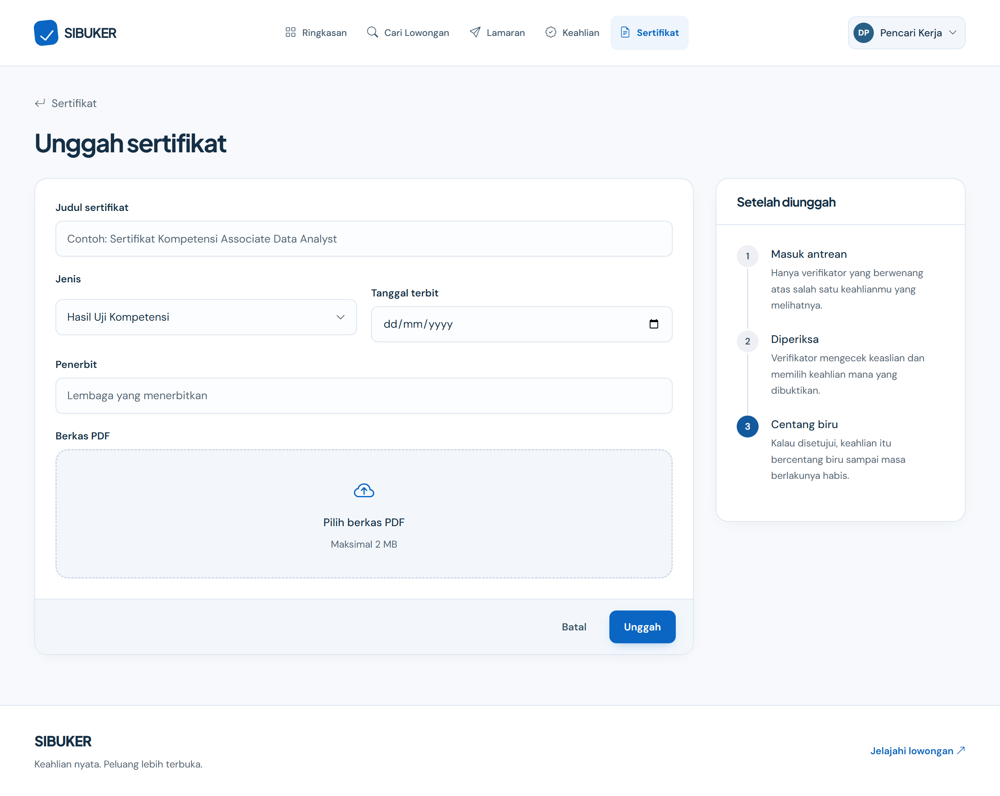 SIBUKER
Ringkasan
Cari Lowongan
Lamaran
Keahlian
Sertifikat
DP
Pencari Kerja
Sertifikat
Unggah sertifikat
Judul sertifikat
Contoh: Sertifikat Kompetensi Associate Data Analyst
Jenis
Hasil Uji Kompetensi
Tanggal terbit
dd/mm/yyyy
Penerbit
Lembaga yang menerbitkan
Berkas PDF
Pilih berkas PDF
Maksimal 2 MB
Batal
Unggah
Setelah diunggah
1
Masuk antrean
Hanya verifikator yang berwenang
atas salah satu keahlianmu yang
melihatnya.
2
Diperiksa
Verifikator mengecek keaslian dan
memilih keahlian mana yang
dibuktikan.
3
Centang biru
Kalau disetujui, keahlian itu
bercentang biru sampai masa
berlakunya habis.
SIBUKER
Keahlian nyata. Peluang lebih terbuka.
Jelajahi lowongan